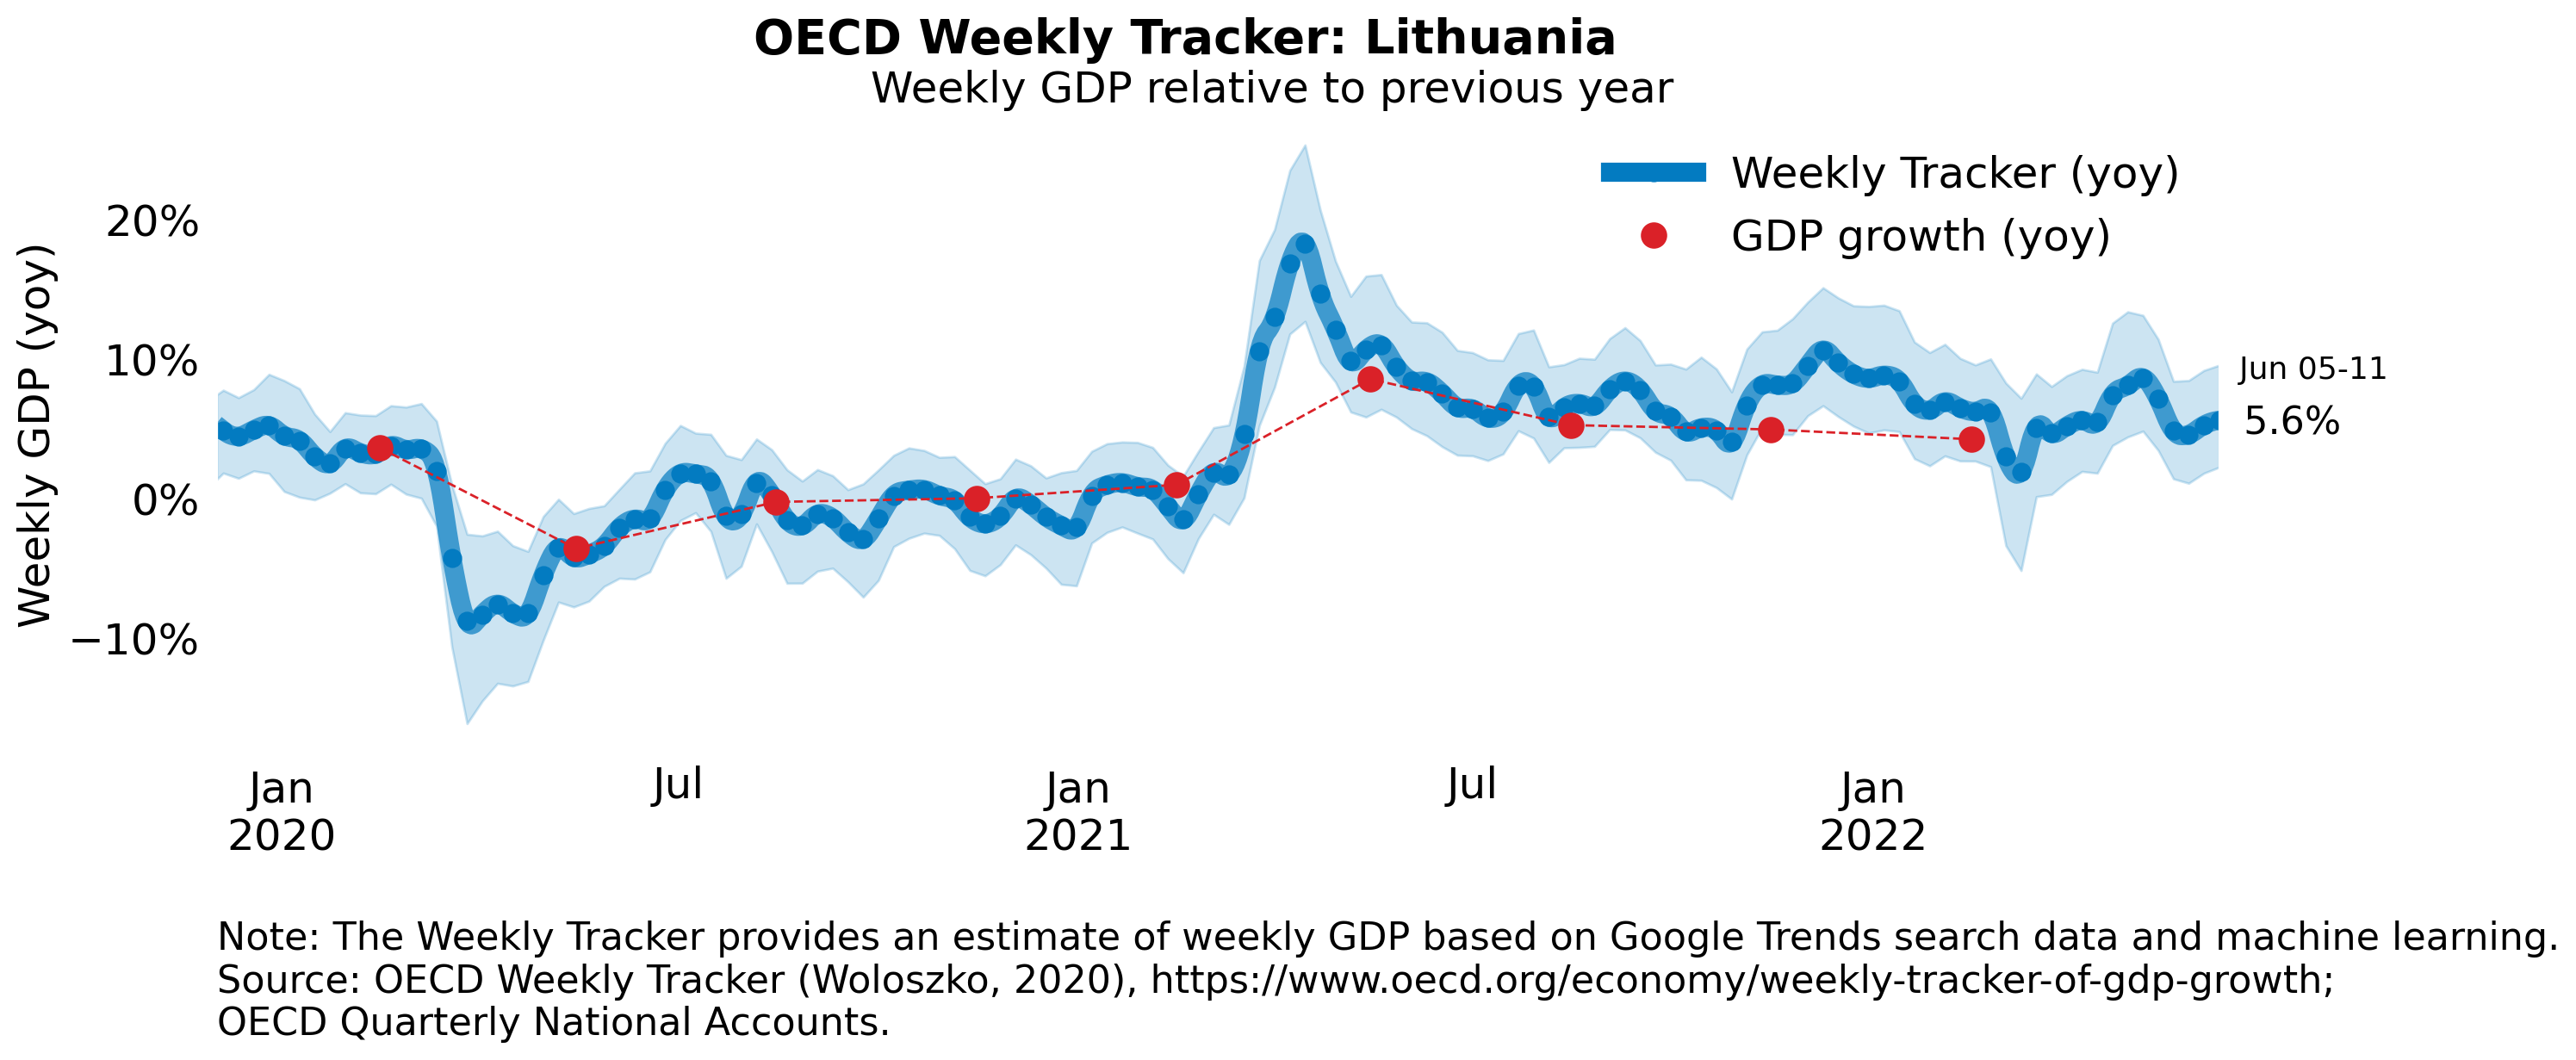 OECD Weekly Tracker: Lithuania
Weekly GDP relative to previous year
Weekly Tracker (yoy)
GDP growth (yoy)
Weekly GDP (yoy)
20%
10%
0%
−10%
Jun 05-11
5.6%
Jan
2020
Jul
Jan
2021
Jul
Jan
2022
Note: The Weekly Tracker provides an estimate of weekly GDP based on Google Trends search data and machine learning.
Source: OECD Weekly Tracker (Woloszko, 2020), https://www.oecd.org/economy/weekly-tracker-of-gdp-growth;
OECD Quarterly National Accounts.